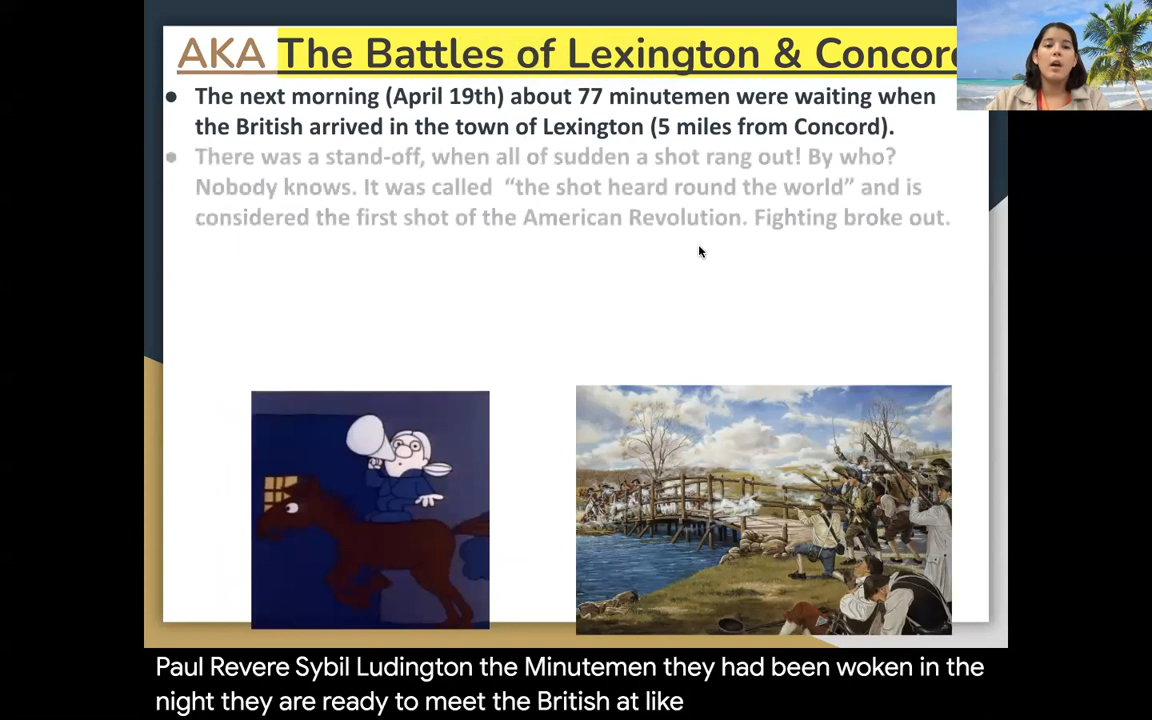 AKA The Battles of Lexington & Concor
The next morning (April 19th) about 77 minutemen were waiting when
the British arrived in the town of Lexington (5 miles from Concord).
There was a stand-off, when all of sudden a shot rang out! By who?
Nobody knows. It was called “the shot heard round the world” and is
considered the first shot of the American Revolution. Fighting broke out.
Paul Revere Sybil Ludington the Minutemen they had been woken in the
night they are ready to meet the British at like